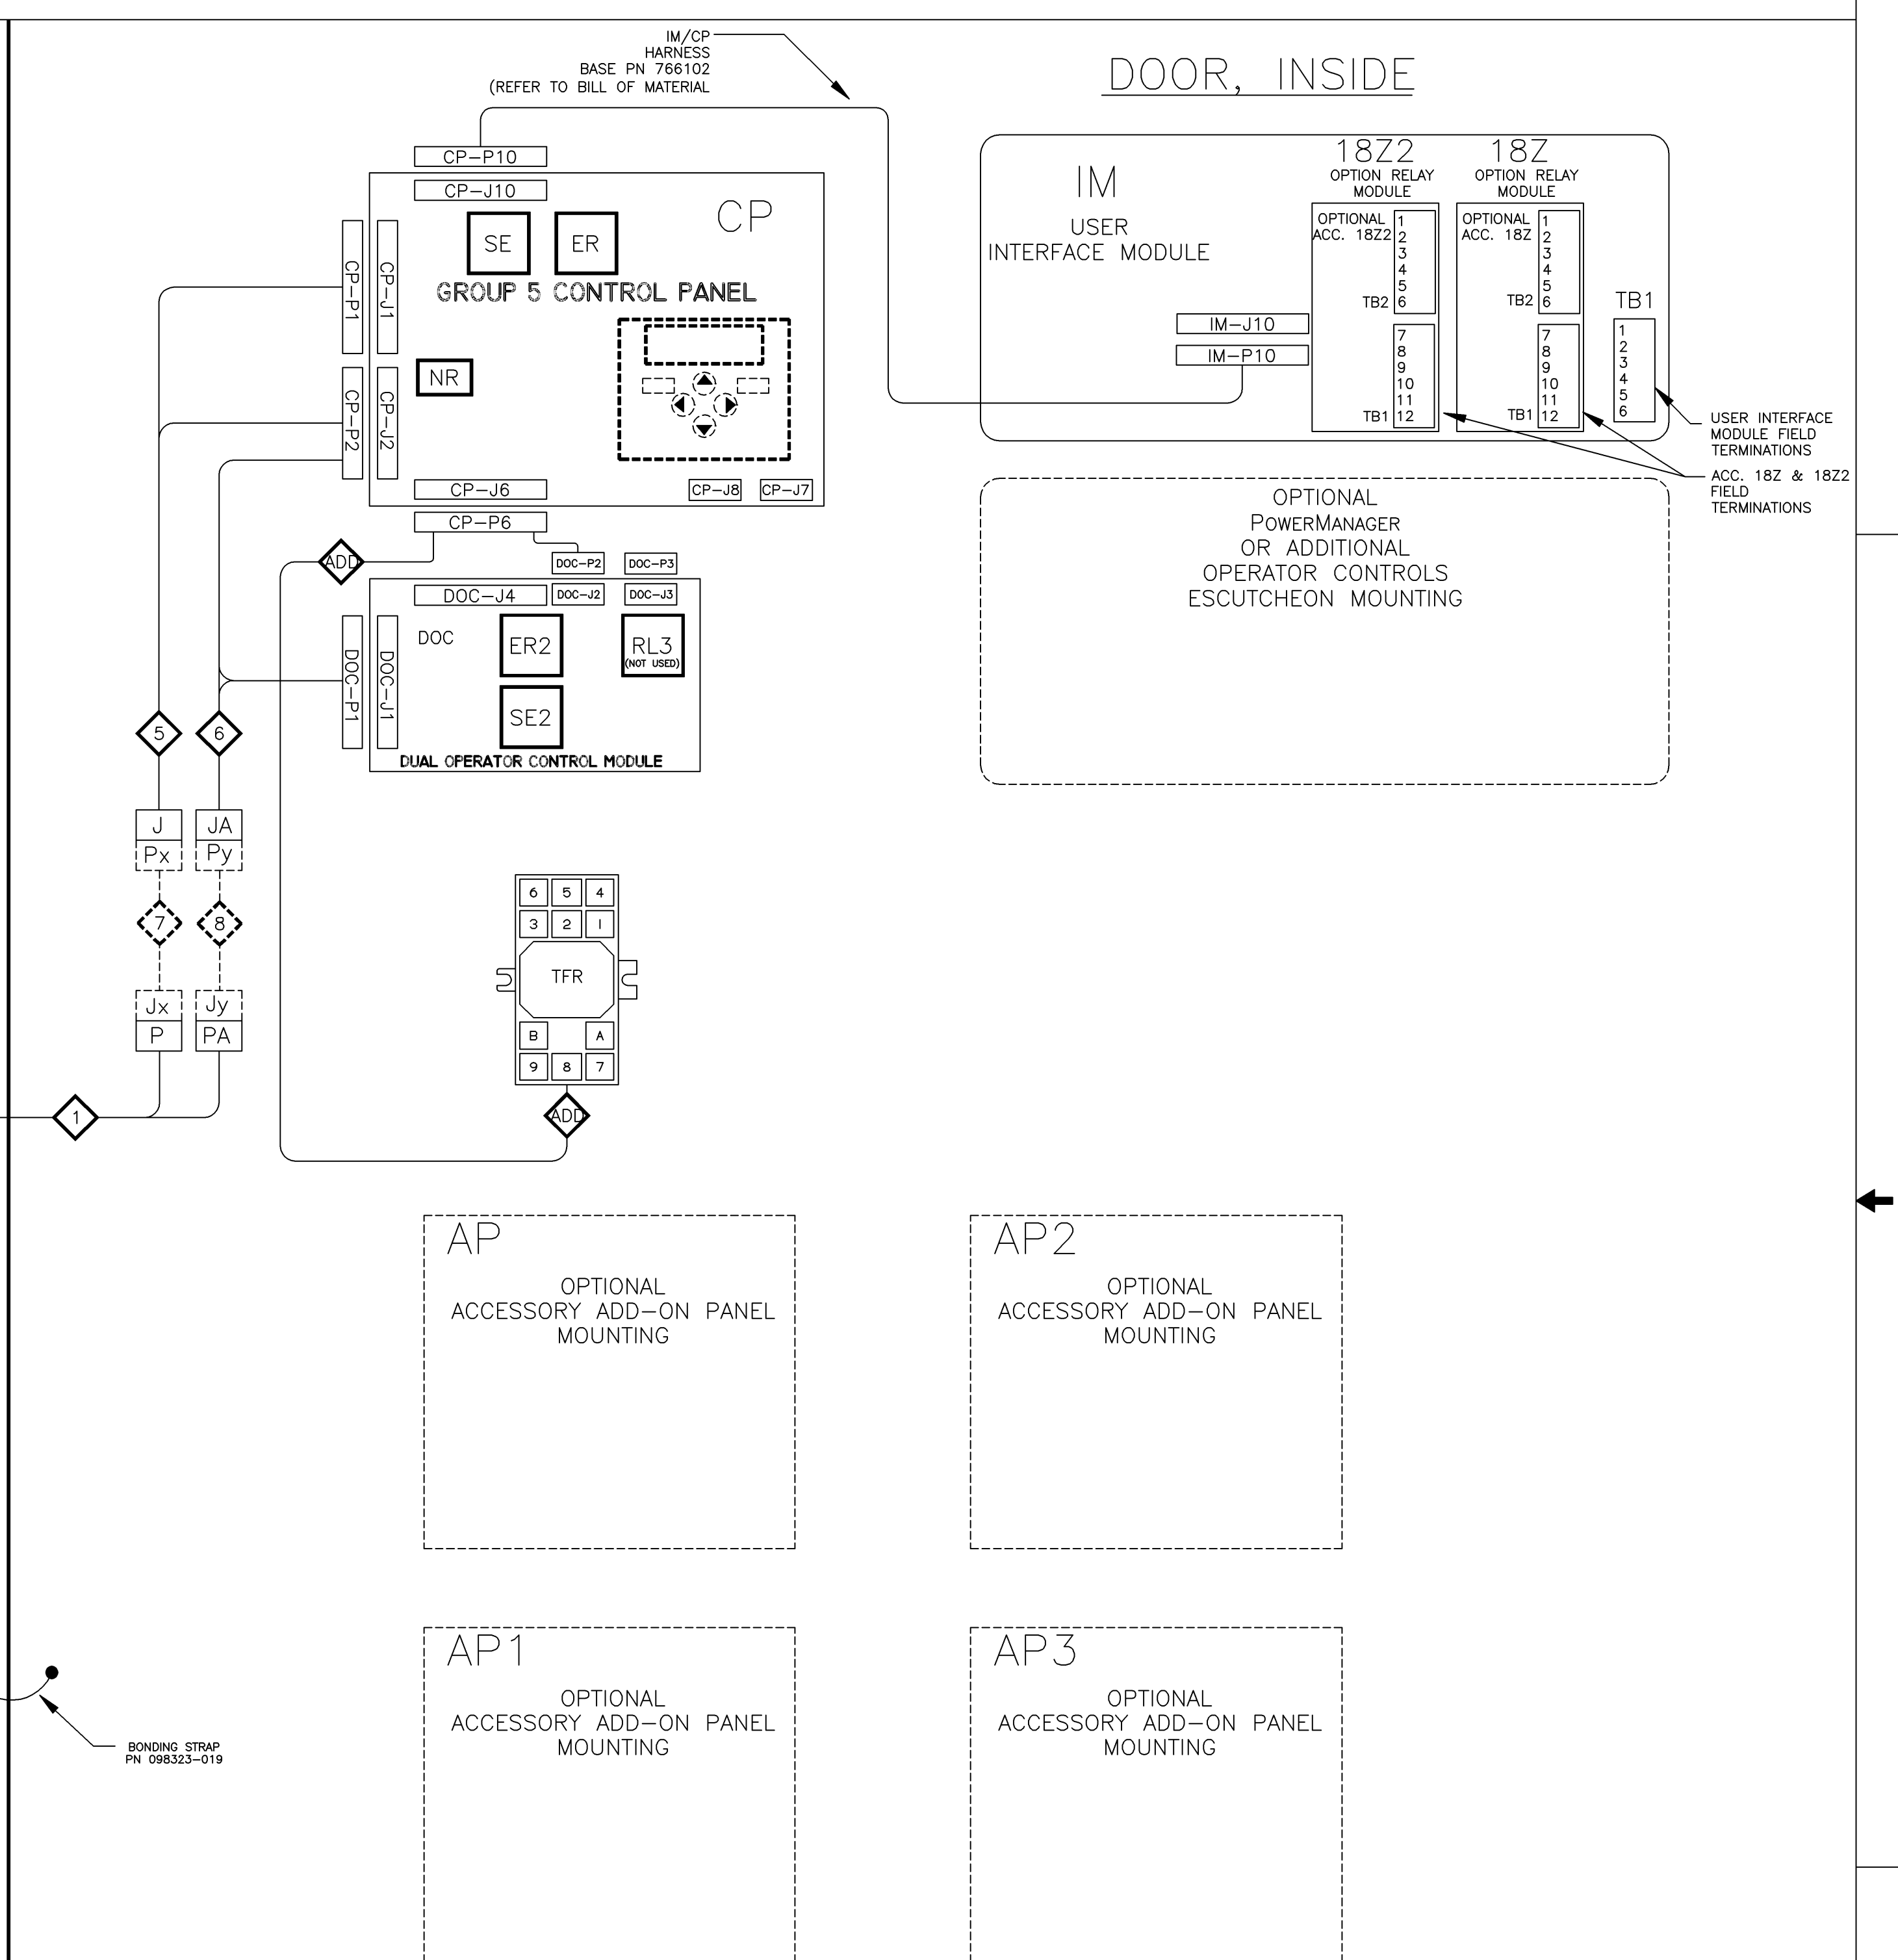 IM/CP
HARNESS
BASE PN 766102
(REFER TO BILL OF MATERIAL
DOOR, INSIDE
CP-P10
CP-J10
CP
SE
ER
GROUP 5 CONTROL PANEL
CP-P1
CP-J1
NR
CP-P2
CP-J2
CP-J6
CP-J8
CP-J7
CP-P6
IM
USER
INTERFACE MODULE
IM-J10
IM-P10
18Z2
OPTION RELAY
MODULE
OPTIONAL
ACC. 18Z2
1
2
3
4
5
TB2 6
7
8
9
10
11
TB1 12
18Z
OPTION RELAY
MODULE
OPTIONAL
ACC. 18Z
1
2
3
4
5
TB2 6
7
8
9
10
11
TB1 12
TB1
1
2
3
4
5
6
USER INTERFACE
MODULE FIELD
TERMINATIONS
ACC. 18Z & 18Z2
FIELD
TERMINATIONS
OPTIONAL
POWERMANAGER
OR ADDITIONAL
OPERATOR CONTROLS
ESCUTCHEON MOUNTING
ADD
DOC-P2
DOC-P3
DOC-J4
DOC-J2
DOC-J3
DOC
ER2
RL3
(NOT USED)
DOC-P1
DOC-J1
SE2
DUAL OPERATOR CONTROL MODULE
5
6
J
JA
Px
Py
7
8
Jx
Jy
P
PA
1
6 5 4
3 2 1
TFR
B A
9 8 7
ADD
AP
OPTIONAL
ACCESSORY ADD-ON PANEL
MOUNTING
AP2
OPTIONAL
ACCESSORY ADD-ON PANEL
MOUNTING
AP1
OPTIONAL
ACCESSORY ADD-ON PANEL
MOUNTING
AP3
OPTIONAL
ACCESSORY ADD-ON PANEL
MOUNTING
BONDING STRAP
PN 098323-019